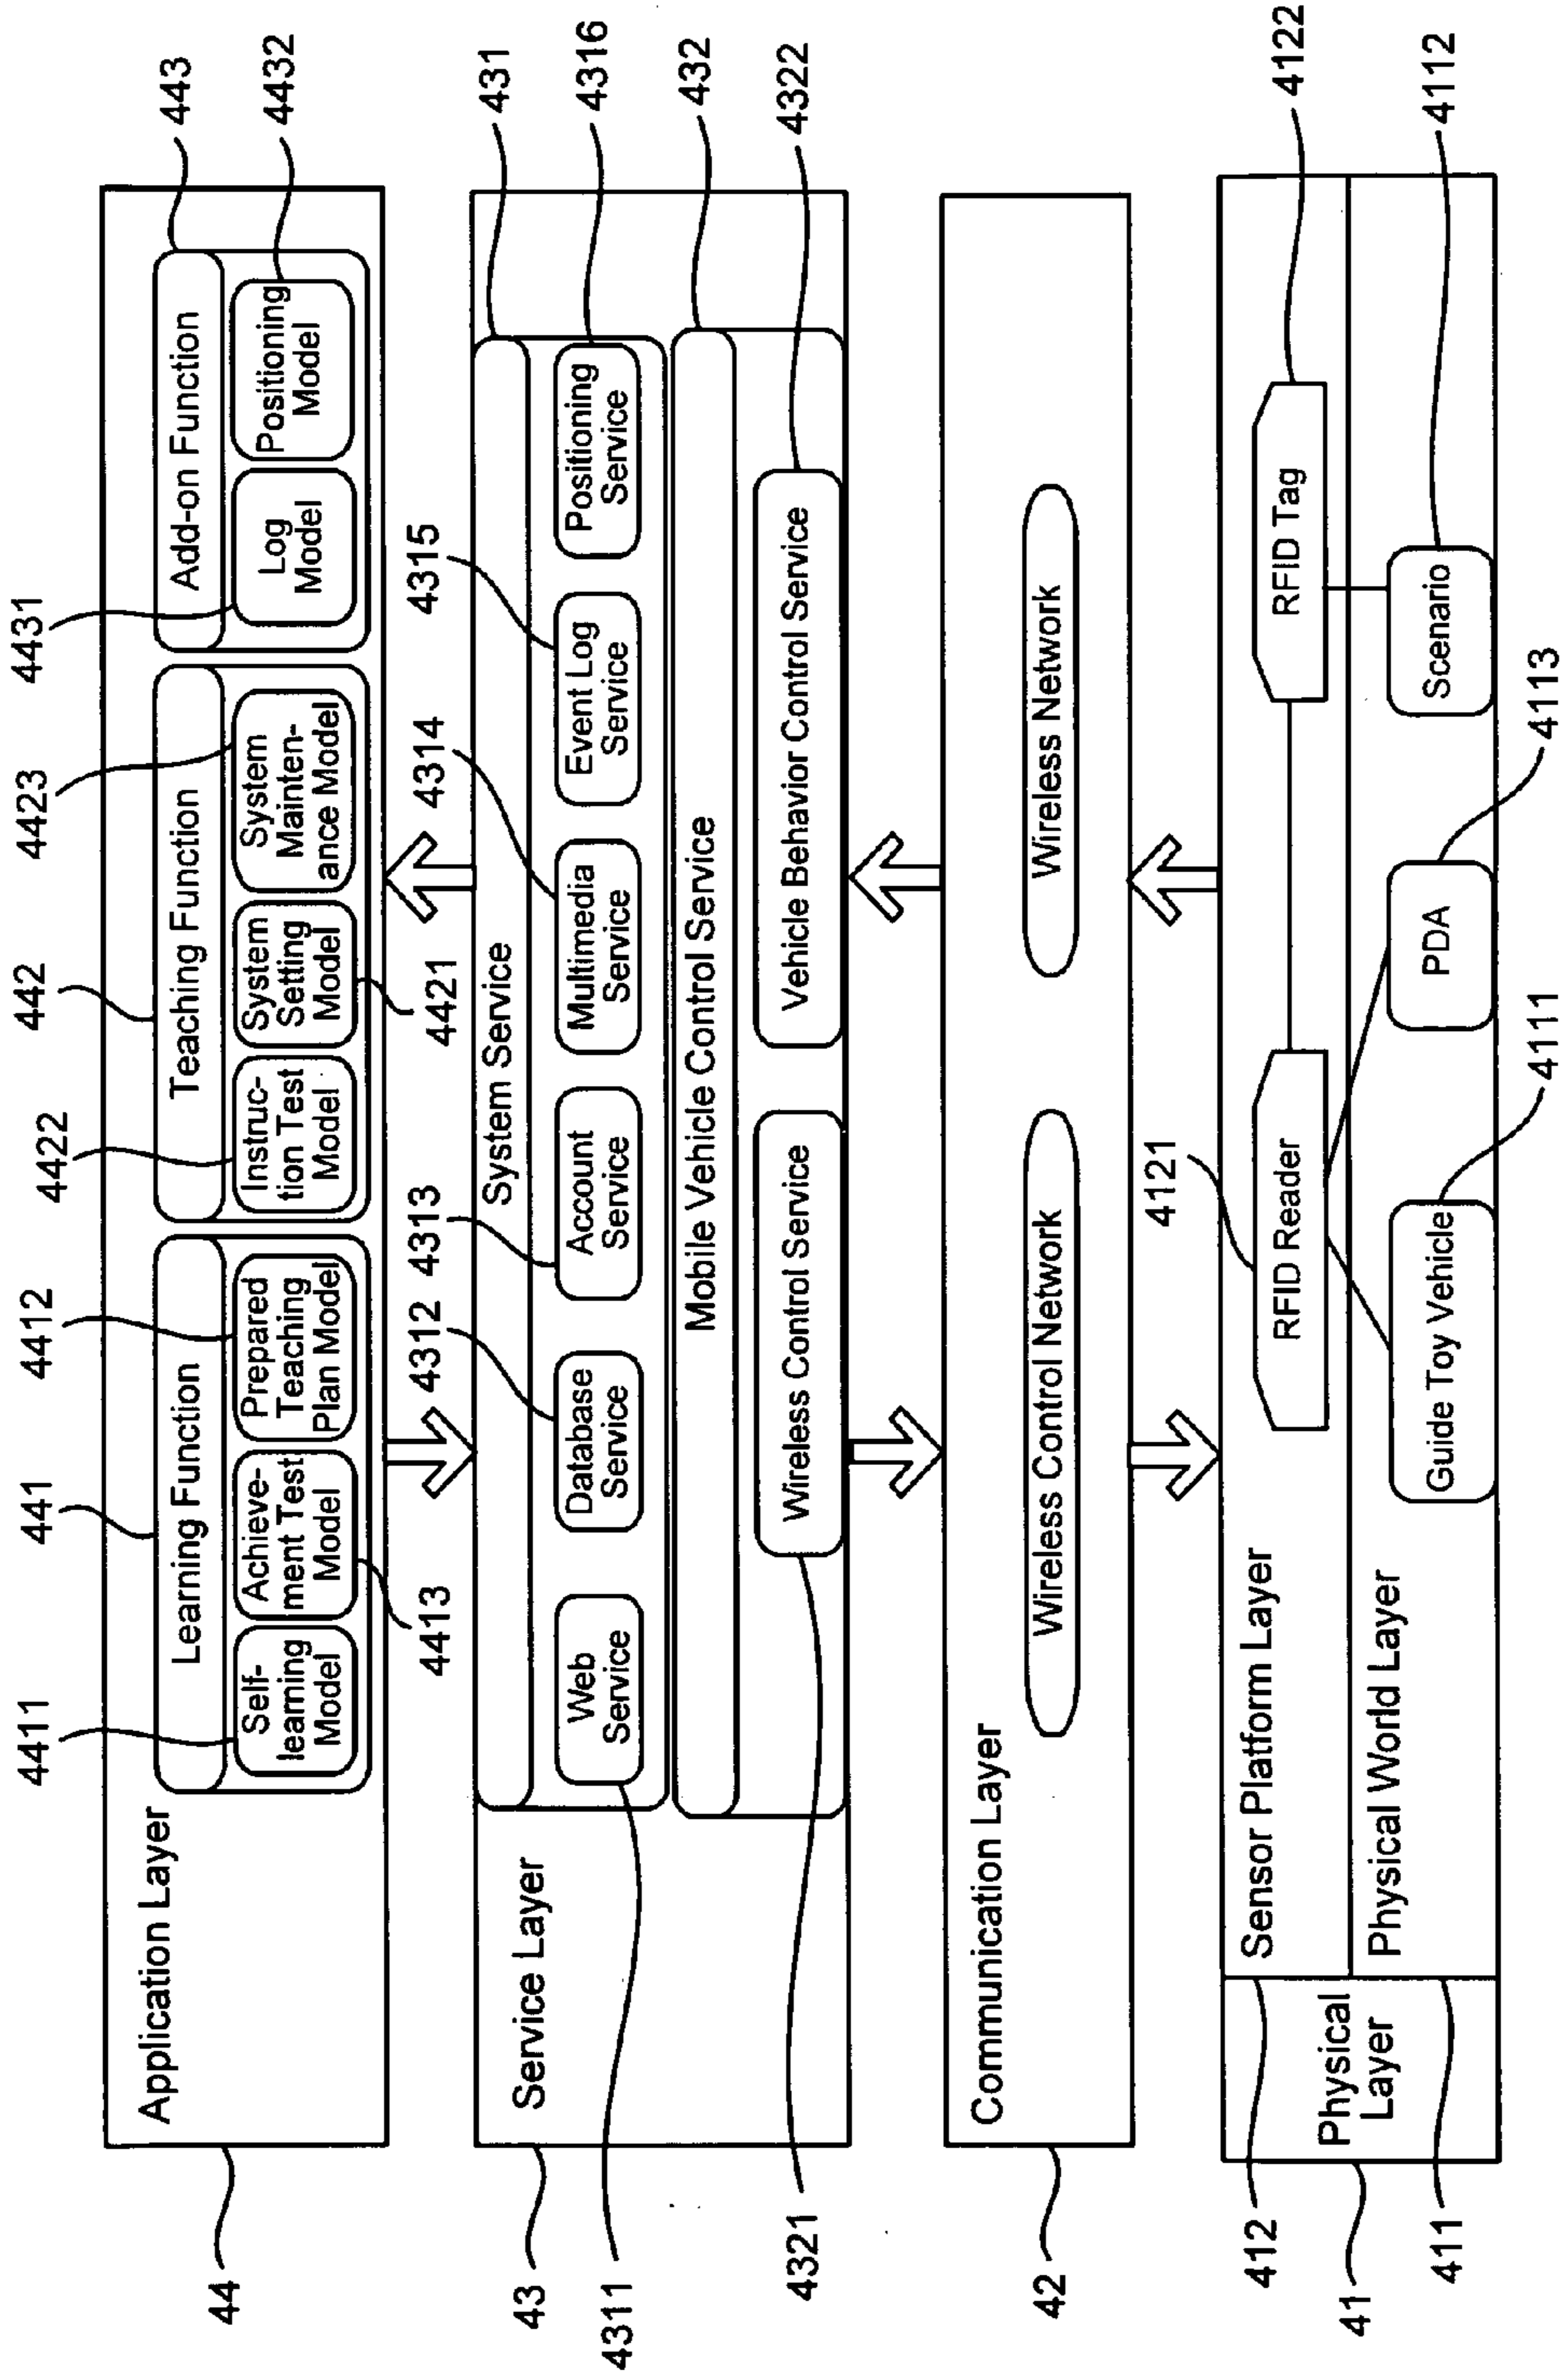 4411
441
4412
4422
442
4423
4431
443
4432
44
Application Layer
Learning Function
Self-
learning
Model
Achieve-
ment Test
Model
Prepared
Teaching
Plan Model
Teaching Function
Instruc-
tion Test
Model
System
Setting
Model
System
Mainten-
ance Model
Add-on Function
Log
Model
Positioning
Model
4413
4421
4312
4313
4314
4315
431
4316
432
4322
43
Service Layer
System Service
Web
Service
Database
Service
Account
Service
Multimedia
Service
Event Log
Service
Positioning
Service
Mobile Vehicle Control Service
Wireless Control Service
Vehicle Behavior Control Service
4311
4321
42
Communication Layer
Wireless Control Network
Wireless Network
4121
4122
412
Sensor Platform Layer
RFID Reader
RFID Tag
41
Physical
Layer
411
Physical World Layer
Guide Toy Vehicle
PDA
Scenario
4111
4113
4112